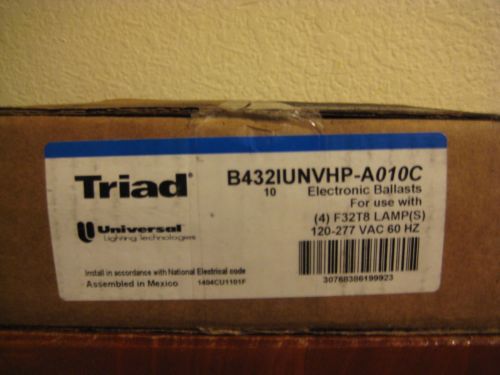 Triad
Universal
Lighting Technologies
Install in accordance with National Electrical code
Assembled in Mexico 1404CU1101F
B432IUNVHP-A010C
10 Electronic Ballasts
For use with
(4) F32T8 LAMP(S)
120-277 VAC 60 HZ
30768386199923